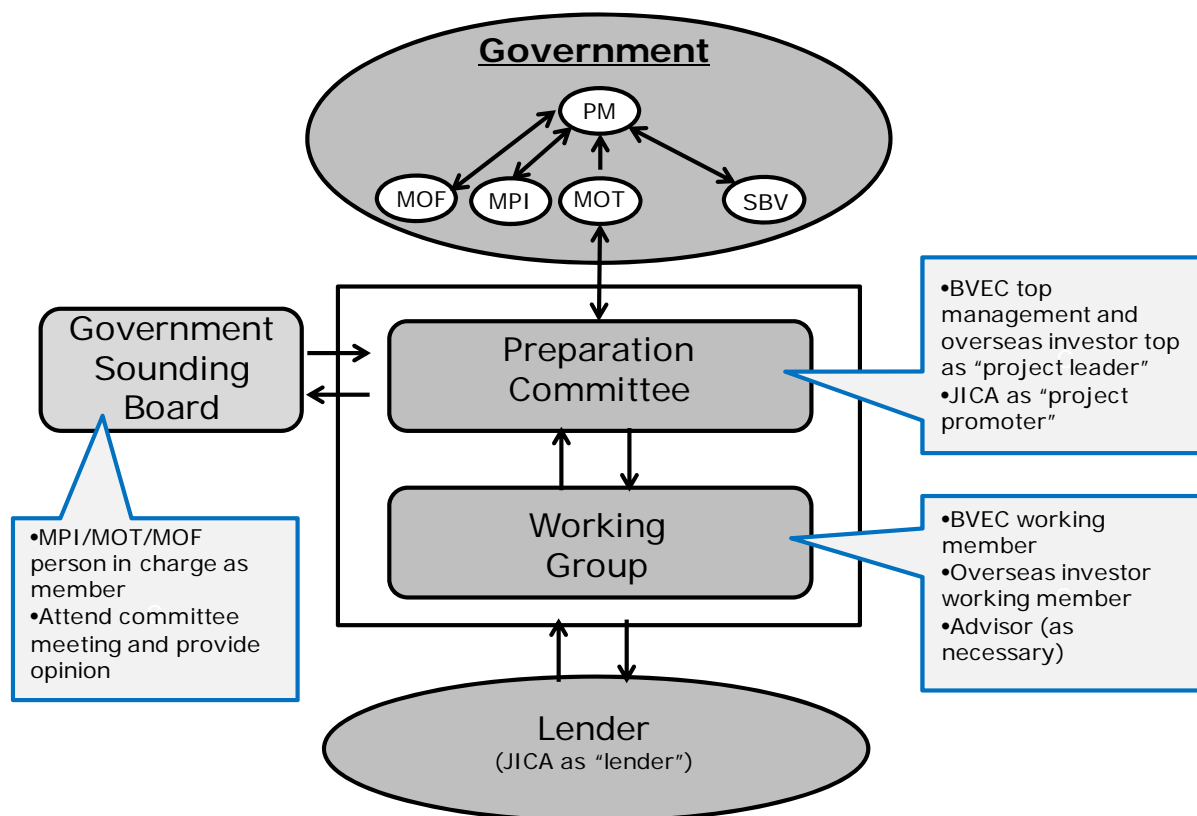 Government
PM
MOF
MPI
MOT
SBV
Government
Sounding
Board
Preparation
Committee
•BVEC top
management and
overseas investor top
as “project leader”
•JICA as “project
promoter”
Working
Group
•MPI/MOT/MOF
person in charge as
member
•Attend committee
meeting and provide
opinion
•BVEC working
member
•Overseas investor
working member
•Advisor (as
necessary)
Lender
(JICA as “lender”)